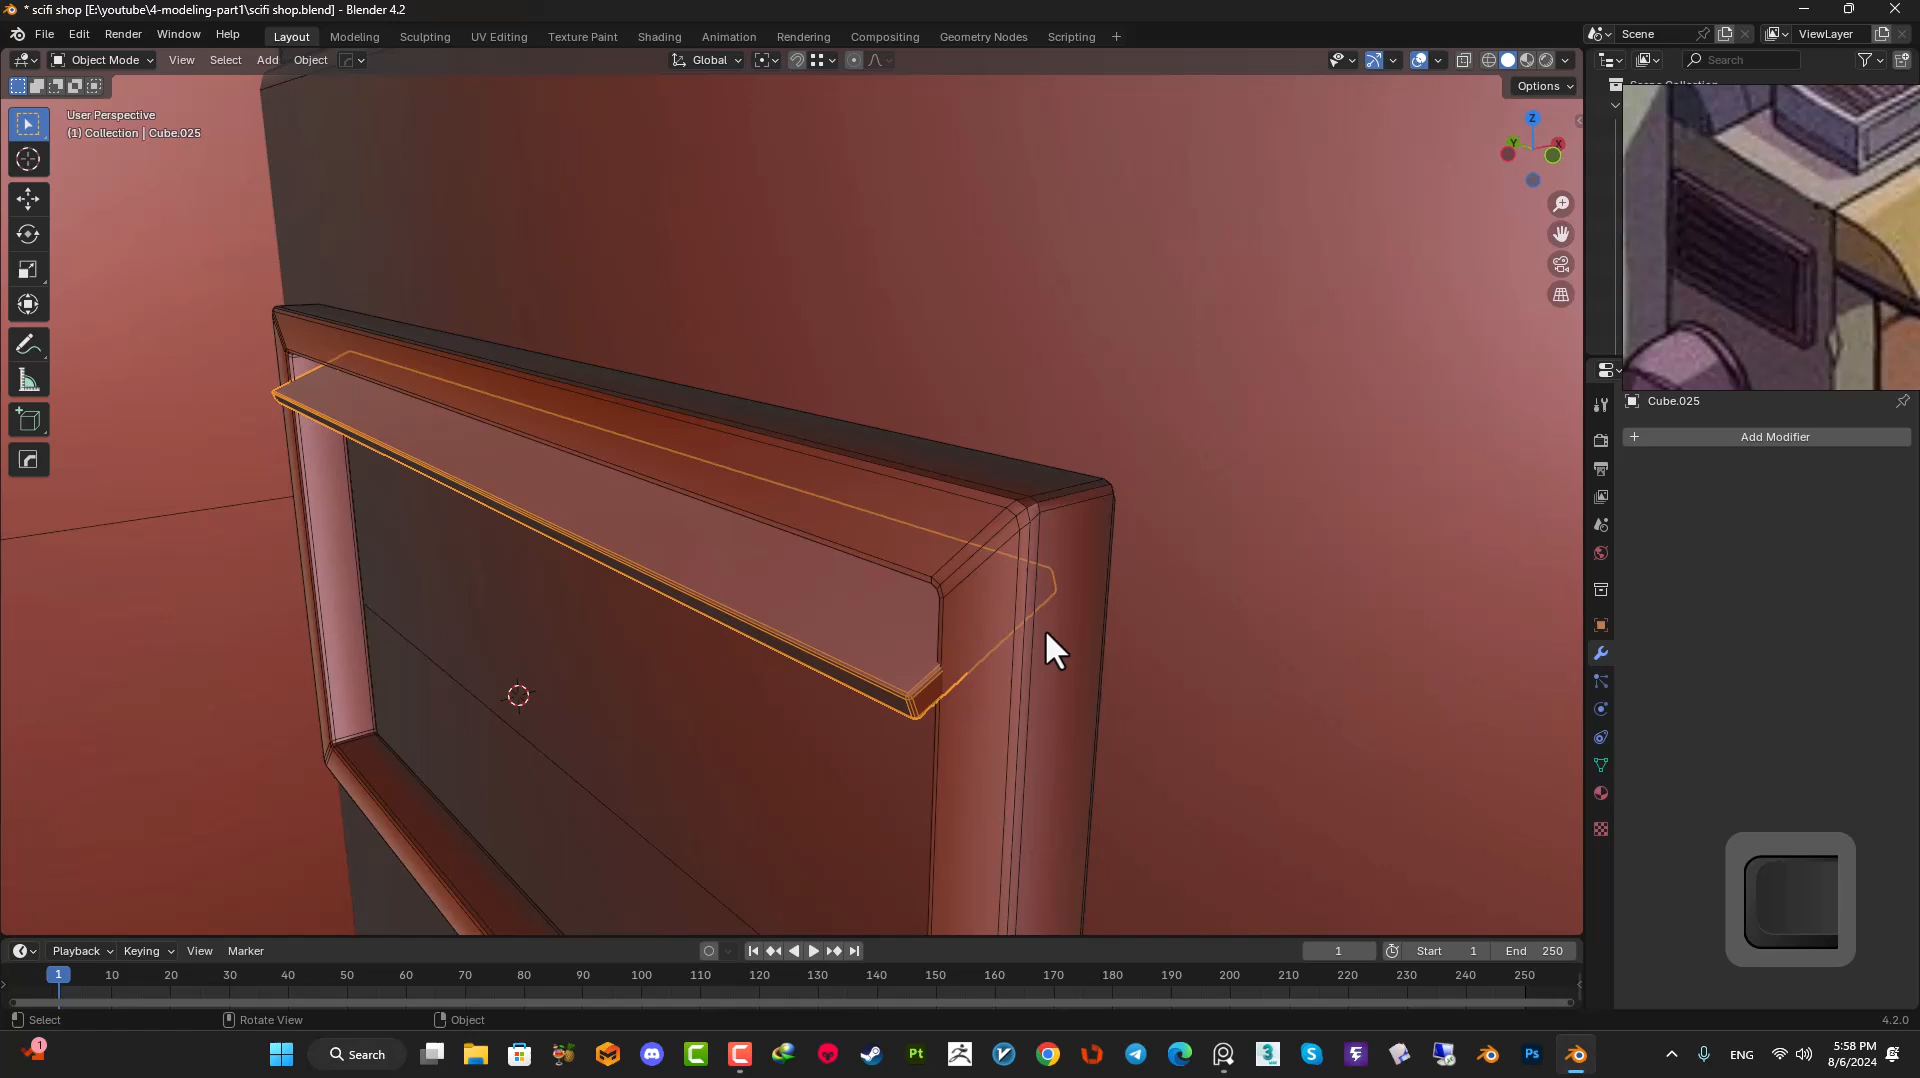 * scifi shop [E:\youtube\4-modeling-part1\scifi shop.blend] - Blender 4.2
File Edit Render Window Help
Layout Modeling Sculpting UV Editing Texture Paint Shading Animation Rendering Compositing Geometry Nodes Scripting +
Scene ViewLayer
Object Mode View Select Add Object
Global
Search
Options
User Perspective
(1) Collection | Cube.025
Z
Y
X
Cube.025
+ Add Modifier
Playback Keying View Marker
1 Start 1 End 250
1 10 20 30 40 50 60 70 80 90 100 110 120 130 140 150 160 170 180 190 200 210 220 230 240 250
Select Rotate View Object
4.2.0
1
Search
Pt
3
S
Ps
ENG
5:58 PM
8/6/2024